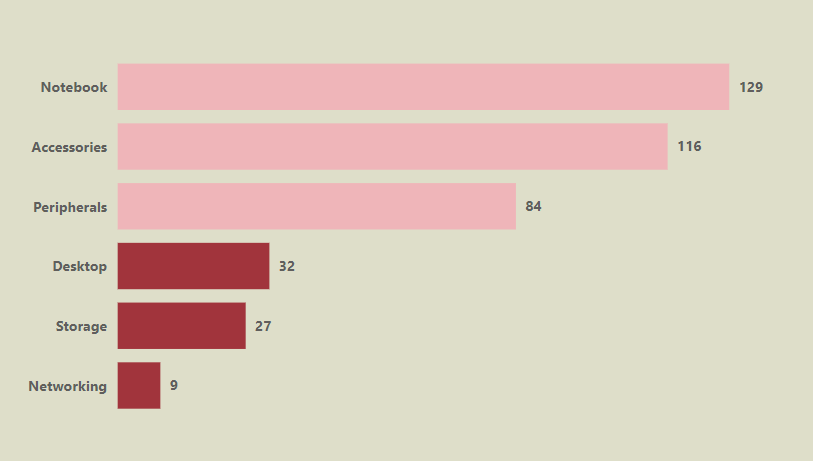 Notebook 129
Accessories 116
Peripherals 84
Desktop 32
Storage 27
Networking 9